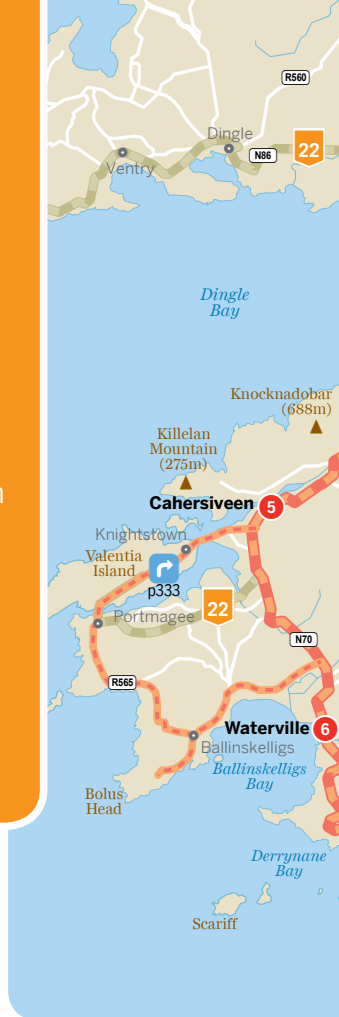 R560
Dingle
N86
22
Ventry
Dingle
Bay
Knocknadobar
(688m)
Killelan
Mountain
(275m)
Cahersiveen
5
n
Knightstown
Valentia
Island
p333
22
Portmagee
N70
R565
Waterville
6
Ballinskelligs
Ballinskelligs
Bay
Bolus
Head
Derrynane
Bay
Scariff